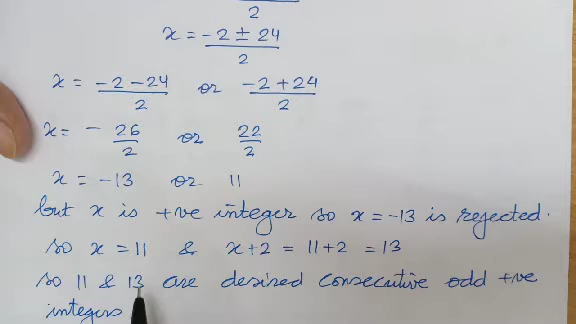 2
x = -2 ± 24 / 2
x = -2 - 24 / 2 or -2 + 24 / 2
x = - 26 / 2 or 22 / 2
x = -13 or 11
but x is +ve integer so x = -13 is rejected.
so x = 11 & x+2 = 11+2 = 13
so 11 & 13 are desired consecutive odd +ve
integers